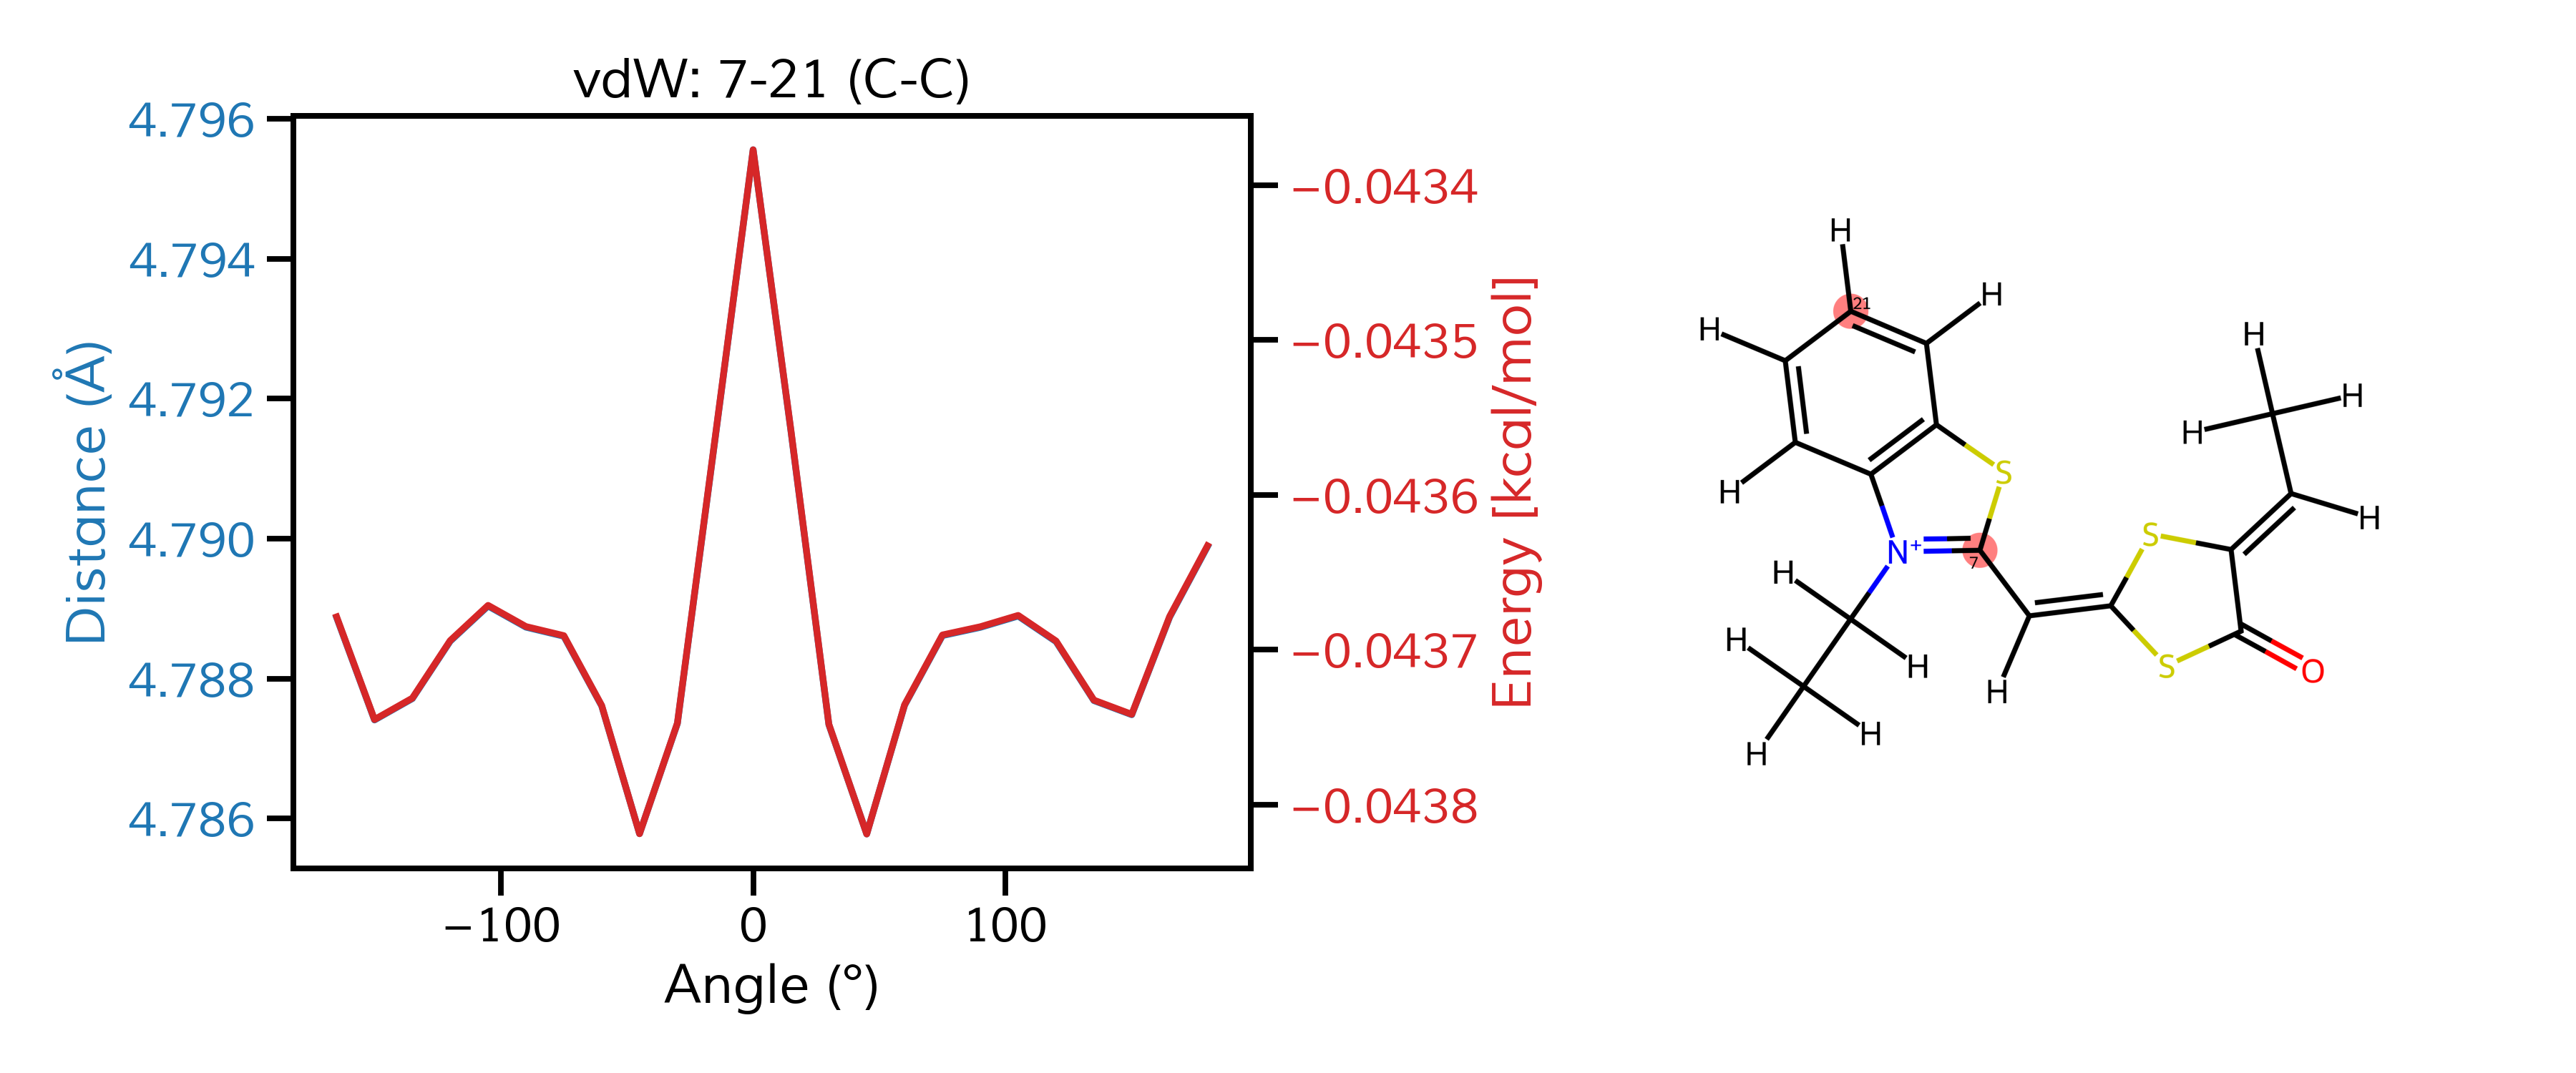 vdW: 7-21 (C-C)
4.796
4.794
4.792
4.790
4.788
4.786
Distance (Å)
−0.0434
−0.0435
−0.0436
−0.0437
−0.0438
Energy [kcal/mol]
−100
0
100
Angle (°)
H
21
H
H
H
H
H
H
S
H
N+
7
S
H
H
H
S
O
H
H
H
H